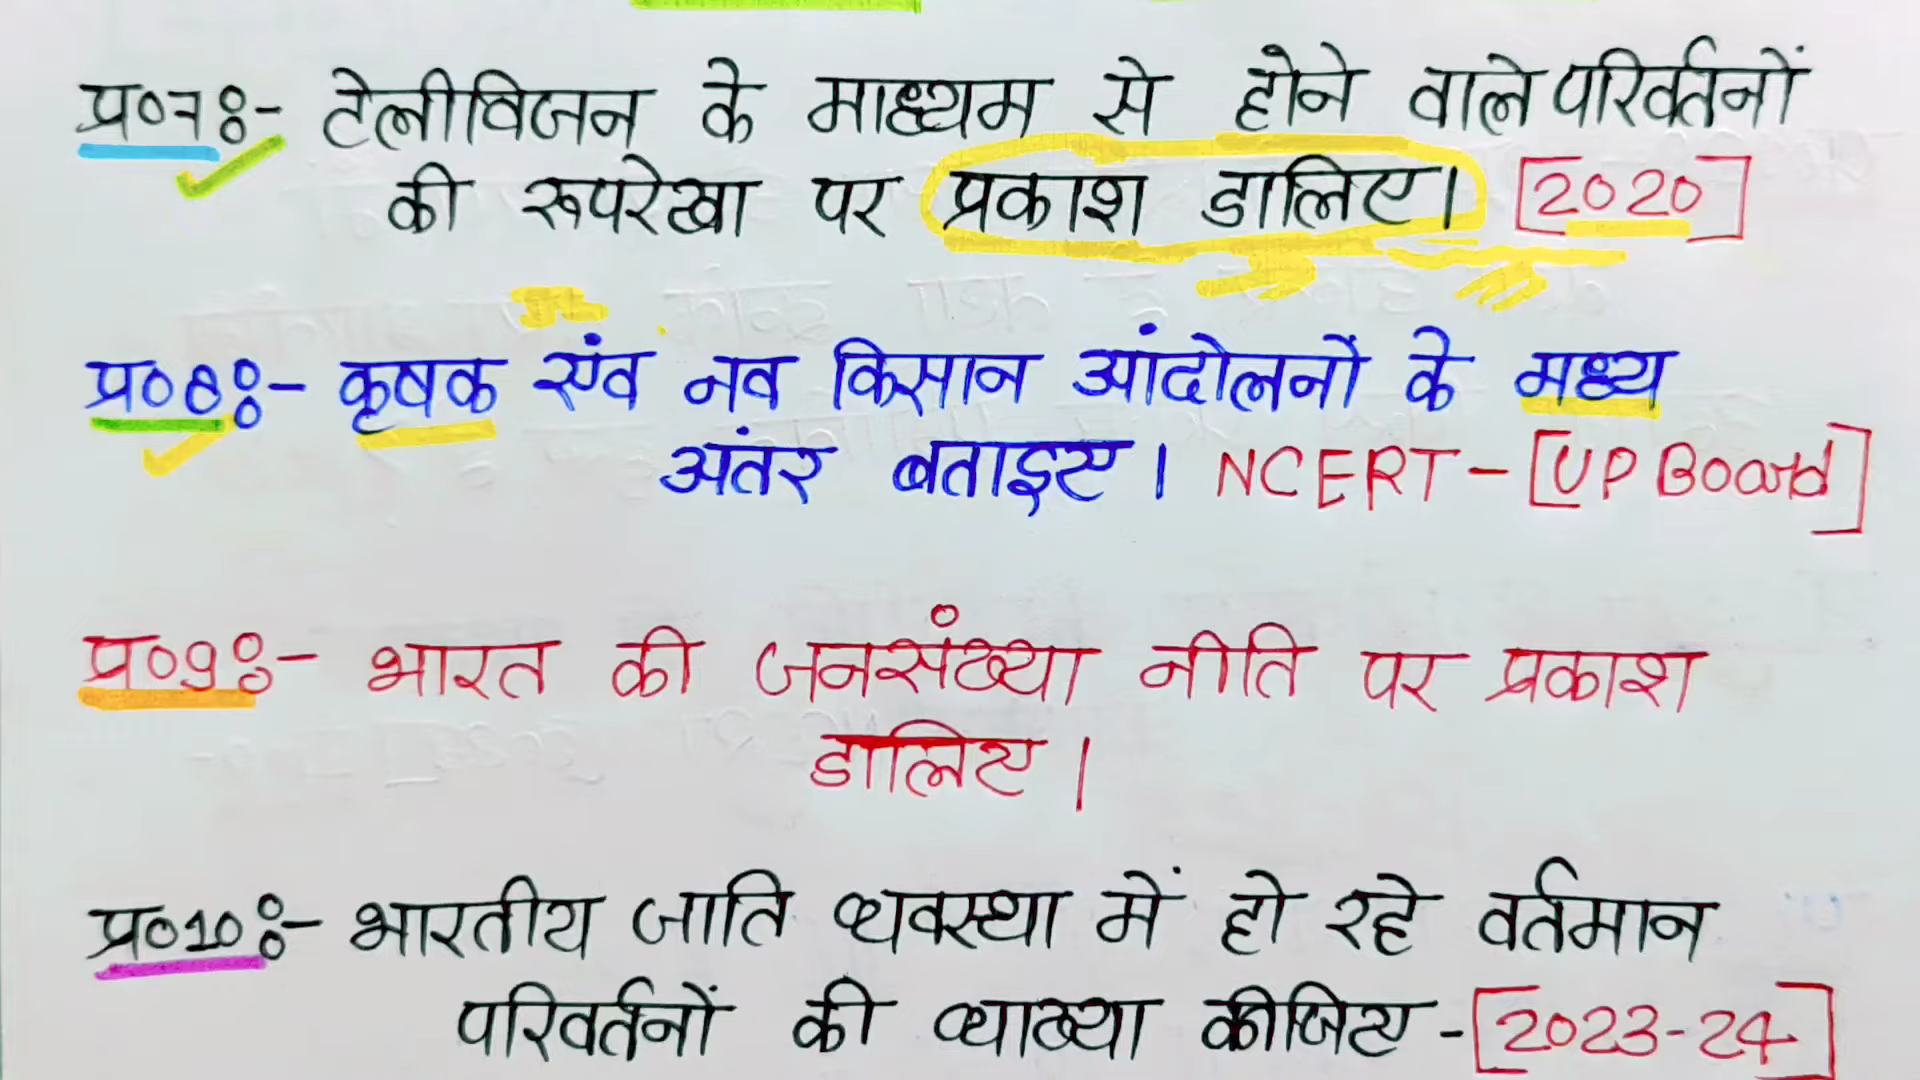 प्र०7ः- टेलीविजन के माध्यम से होने वाले परिवर्तनों
की रूपरेखा पर प्रकाश डालिए। [2020]
प्र०8ः- कृषक एंव नव किसान आंदोलनों के मध्य
अंतर बताइए। NCERT - [UP Board]
प्र०9ः- भारत की जनसंख्या नीति पर प्रकाश
डालिए।
प्र०10ः- भारतीय जाति व्यवस्था में हो रहे वर्तमान
परिवर्तनों की व्याख्या कीजिए - [2023-24]